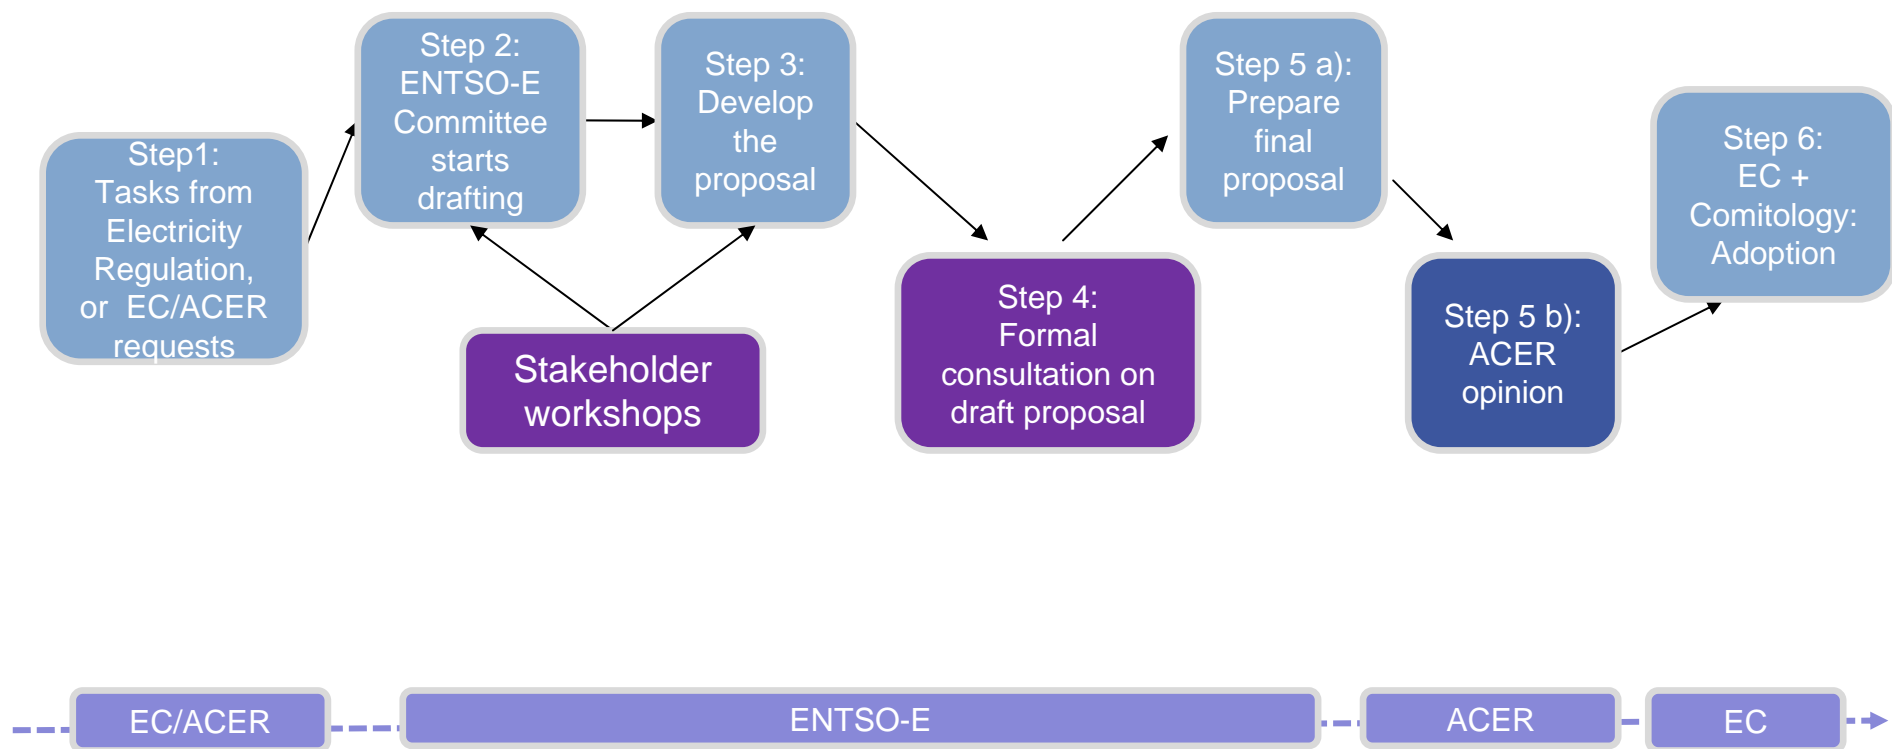 Step1:
Tasks from
Electricity
Regulation,
or  EC/ACER
requests
Step 2:
ENTSO-E
Committee
starts
drafting
Step 3:
Develop
the
proposal
Stakeholder
workshops
Step 4:
Formal
consultation on
draft proposal
Step 5 a):
Prepare
final
proposal
Step 5 b):
ACER
opinion
Step 6:
EC +
Comitology:
Adoption
EC/ACER
ENTSO-E
ACER
EC